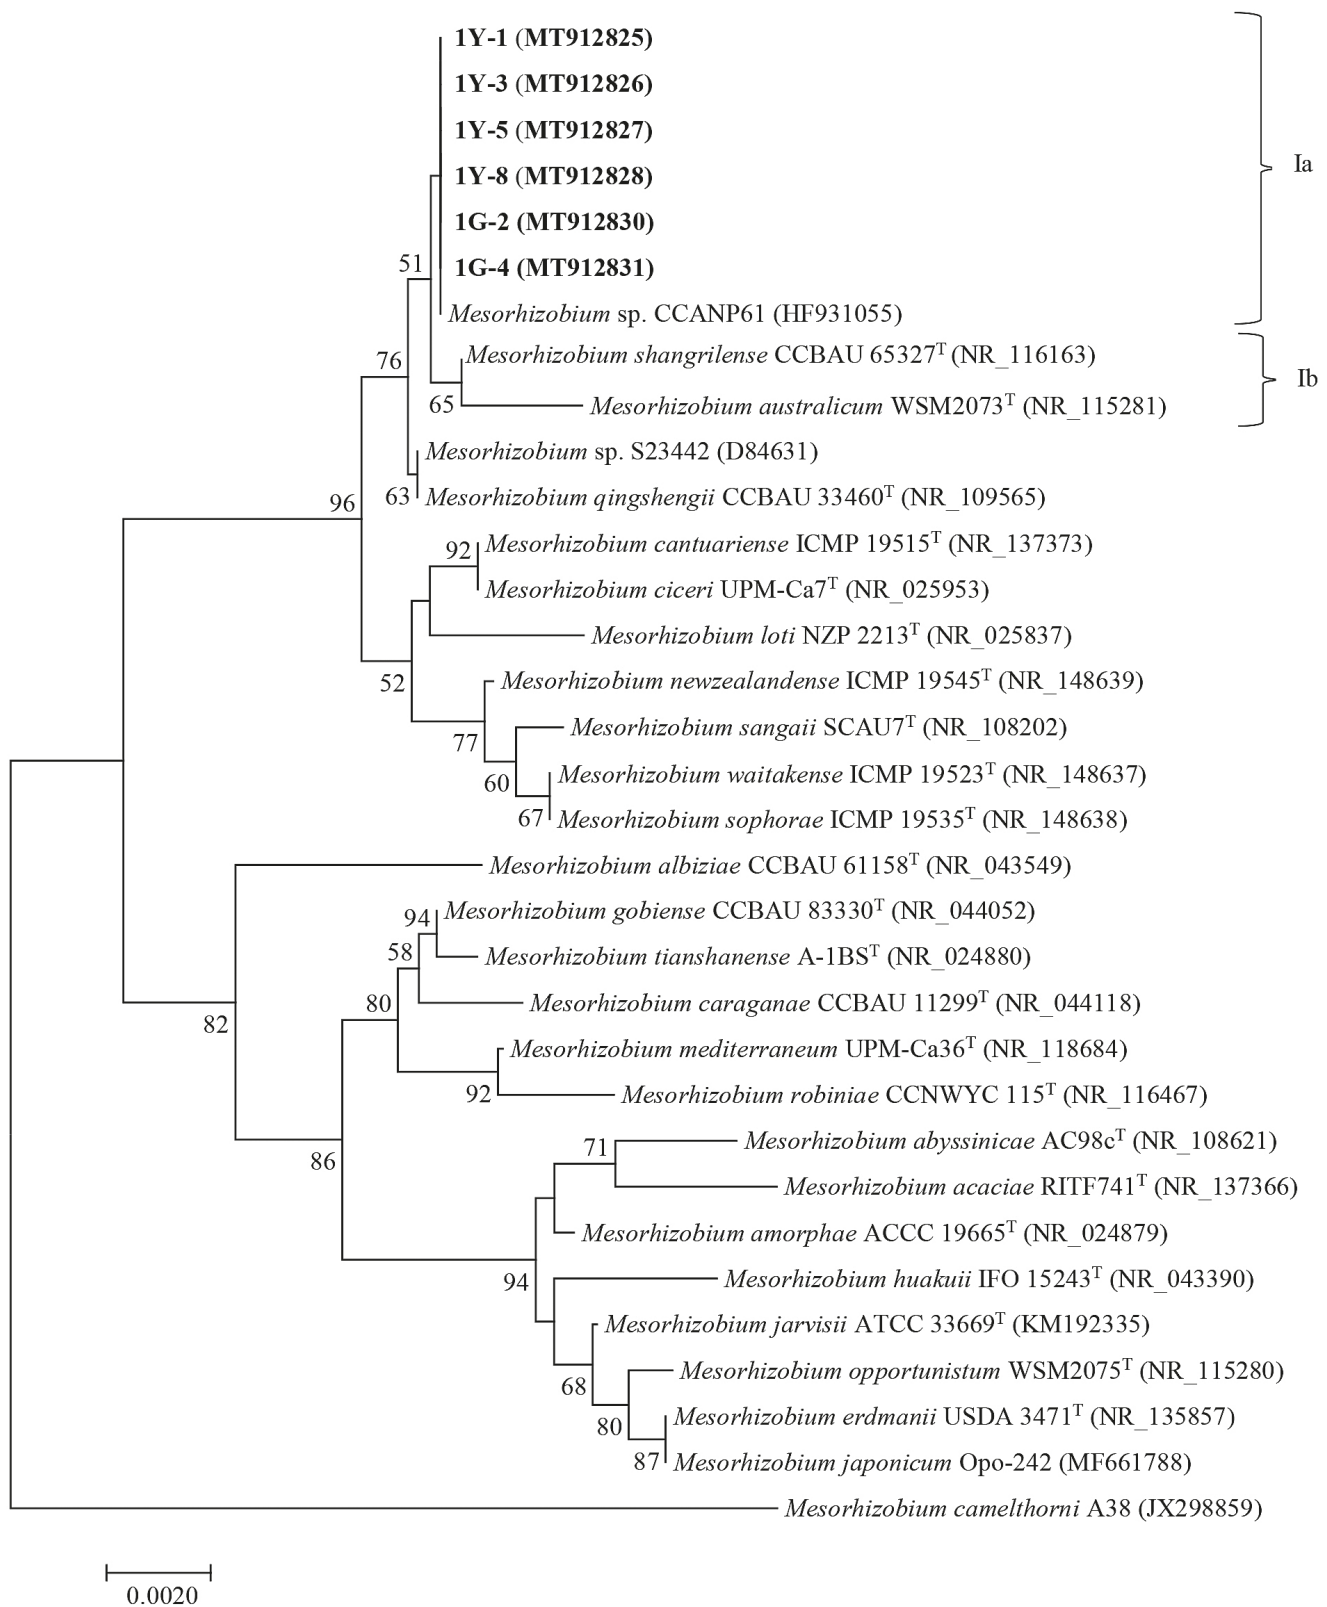 1Y-1 (MT912825)
1Y-3 (MT912826)
1Y-5 (MT912827)
Ia
1Y-8 (MT912828)
1G-2 (MT912830)
51
1G-4 (MT912831)
Mesorhizobium sp. CCANP61 (HF931055)
76
Mesorhizobium shangrilense CCBAU 65327T (NR_116163)
Ib
65
Mesorhizobium australicum WSM2073T (NR_115281)
Mesorhizobium sp. S23442 (D84631)
96
63
Mesorhizobium qingshengii CCBAU 33460T (NR_109565)
92
Mesorhizobium cantuariense ICMP 19515T (NR_137373)
Mesorhizobium ciceri UPM-Ca7T (NR_025953)
Mesorhizobium loti NZP 2213T (NR_025837)
52
Mesorhizobium newzealandense ICMP 19545T (NR_148639)
77
Mesorhizobium sangaii SCAU7T (NR_108202)
60
Mesorhizobium waitakense ICMP 19523T (NR_148637)
67
Mesorhizobium sophorae ICMP 19535T (NR_148638)
Mesorhizobium albiziae CCBAU 61158T (NR_043549)
94
Mesorhizobium gobiense CCBAU 83330T (NR_044052)
58
Mesorhizobium tianshanense A-1BST (NR_024880)
80
Mesorhizobium caraganae CCBAU 11299T (NR_044118)
82
Mesorhizobium mediterraneum UPM-Ca36T (NR_118684)
92
Mesorhizobium robiniae CCNWYC 115T (NR_116467)
71
Mesorhizobium abyssinicae AC98cT (NR_108621)
86
Mesorhizobium acaciae RITF741T (NR_137366)
Mesorhizobium amorphae ACCC 19665T (NR_024879)
94
Mesorhizobium huakuii IFO 15243T (NR_043390)
Mesorhizobium jarvisii ATCC 33669T (KM192335)
68
Mesorhizobium opportunistum WSM2075T (NR_115280)
80
Mesorhizobium erdmanii USDA 3471T (NR_135857)
87
Mesorhizobium japonicum Opo-242 (MF661788)
Mesorhizobium camelthorni A38 (JX298859)
0.0020